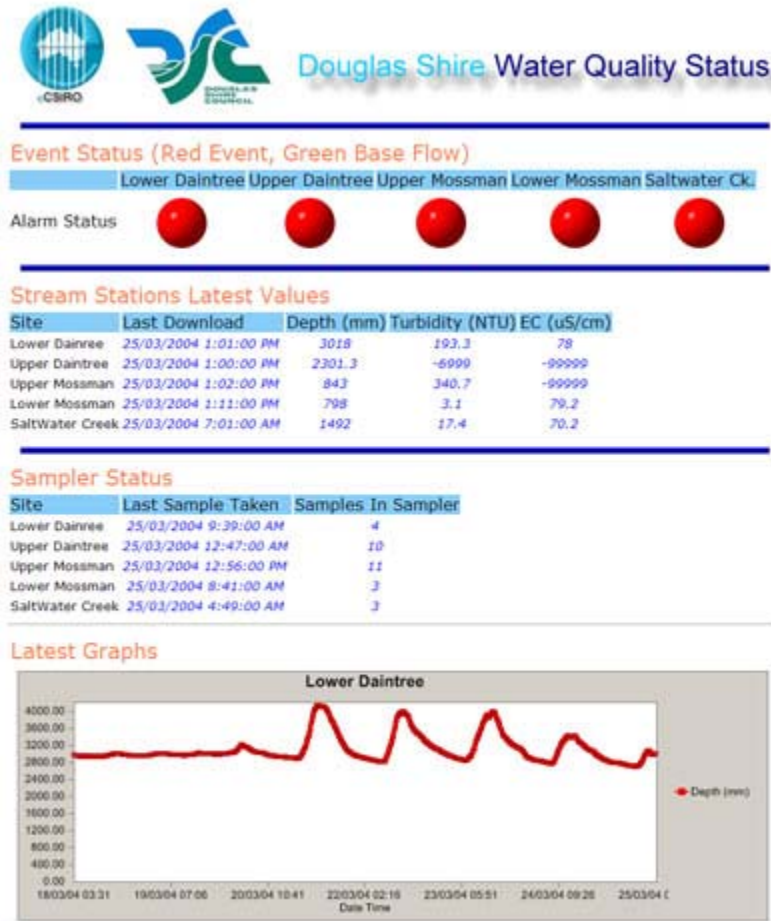 CSIRO
DOUGLAS
SHIRE
COUNCIL
Douglas Shire Water Quality Status
Event Status (Red Event, Green Base Flow)
Lower Daintree Upper Daintree Upper Mossman Lower Mossman Saltwater Ck.
Alarm Status
Stream Stations Latest Values
Site Last Download Depth (mm) Turbidity (NTU) EC (uS/cm)
Lower Dainree 25/03/2004 1:01:00 PM 3018 193.3 78
Upper Daintree 25/03/2004 1:00:00 PM 2301.3 -6999 -99999
Upper Mossman 25/03/2004 1:02:00 PM 843 340.7 -99999
Lower Mossman 25/03/2004 1:11:00 PM 798 3.1 79.2
SaltWater Creek 25/03/2004 7:01:00 AM 1492 17.4 70.2
Sampler Status
Site Last Sample Taken Samples In Sampler
Lower Dainree 25/03/2004 9:39:00 AM 4
Upper Daintree 25/03/2004 12:47:00 AM 10
Upper Mossman 25/03/2004 12:56:00 PM 11
Lower Mossman 25/03/2004 8:41:00 AM 3
SaltWater Creek 25/03/2004 4:49:00 AM 3
Latest Graphs
Lower Daintree
4000.00
3600.00
3200.00
2800.00
2400.00
2000.00
1600.00
1200.00
800.00
400.00
0.00
Depth (mm)
18/03/04 03:31 19/03/04 07:06 20/03/04 10:41 22/03/04 02:16 23/03/04 05:51 24/03/04 09:26 25/03/04
Date Time